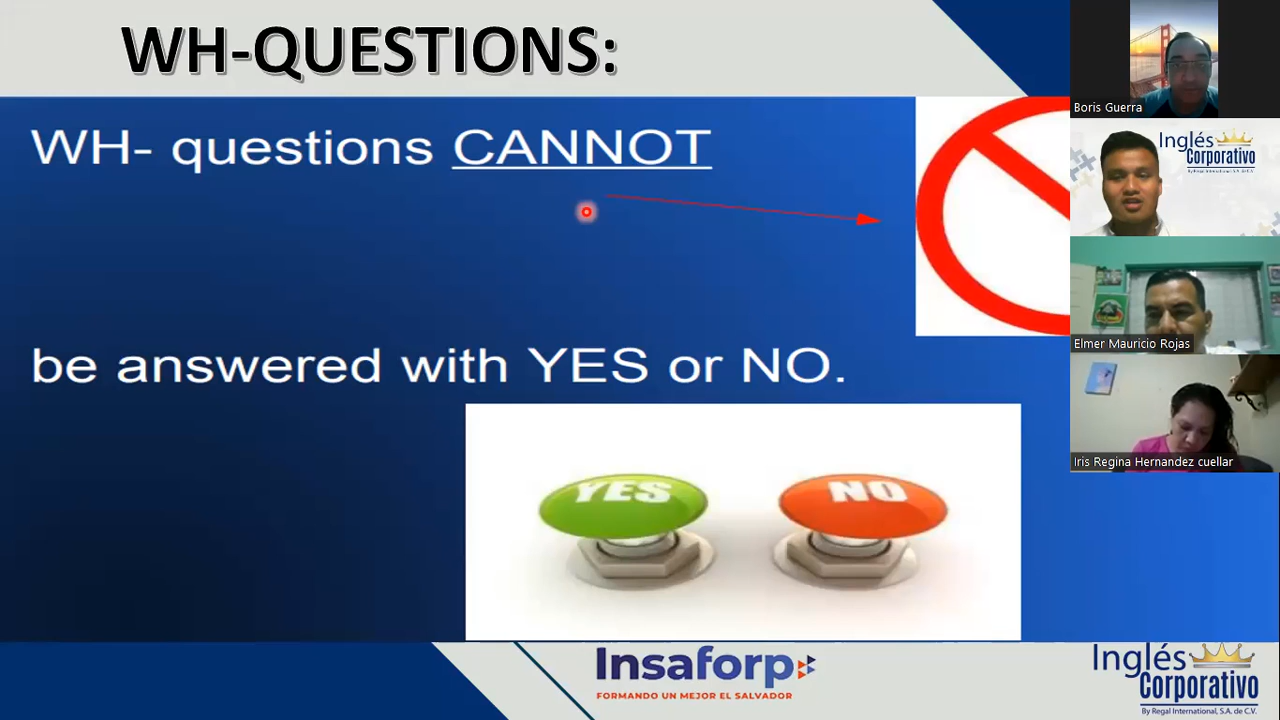 WH-QUESTIONS:
WH- questions CANNOT
be answered with YES or NO.
YES
NO
Insaforp
FORMANDO UN MEJOR EL SALVADOR
Inglés
Corporativo
By Regal International, S.A. de C.V.
Boris Guerra
Inglés
Corporativo
By Regal International, S.A. de C.V.
Elmer Mauricio Rojas
Iris Regina Hernandez cuellar